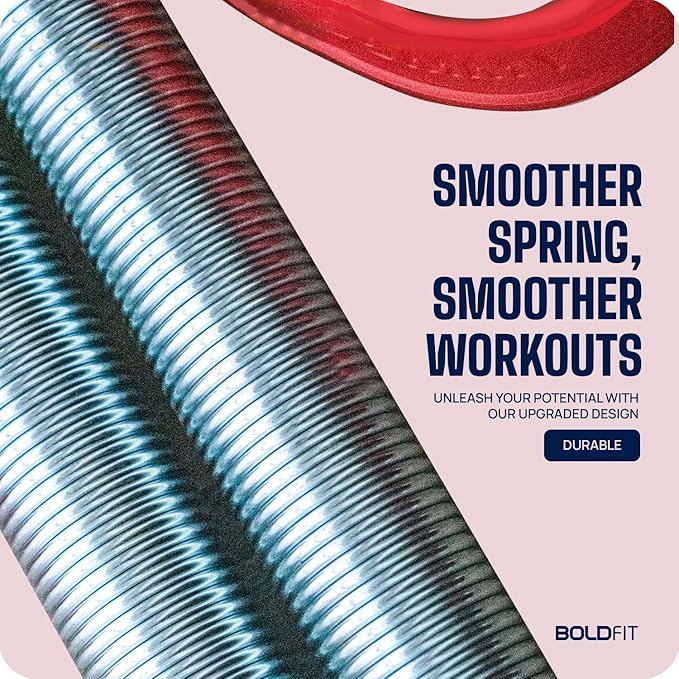 SMOOTHER
SPRING,
SMOOTHER
WORKOUTS
UNLEASH YOUR POTENTIAL WITH
OUR UPGRADED DESIGN
DURABLE
BOLDFIT